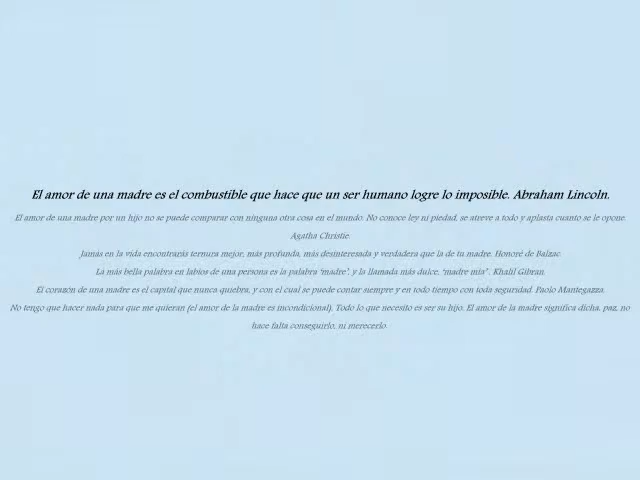 El amor de una madre es el combustible que hace que un ser humano logre lo imposible. Abraham Lincoln.
El amor de una madre por un hijo no se puede comparar con ninguna otra cosa en el mundo. No conoce ley ni piedad, se atreve a todo y aplasta cuanto se le opone.
Agatha Christie.
Jamás en la vida encontrarás ternura mejor, más profunda, más desinteresada y verdadera que la de tu madre. Honoré de Balzac.
La más bella palabra en labios de una persona es la palabra "madre", y la llamada más dulce, "madre mía". Khalil Gibran.
El corazón de una madre es el capital que nunca quiebra, y con el cual se puede contar siempre y en todo tiempo con toda seguridad. Paolo Mantegazza.
No tengo que hacer nada para que me quieran (el amor de la madre es incondicional). Todo lo que necesito es ser su hijo. El amor de la madre significa dicha, paz, no
hace falta conseguirlo, ni merecerlo.